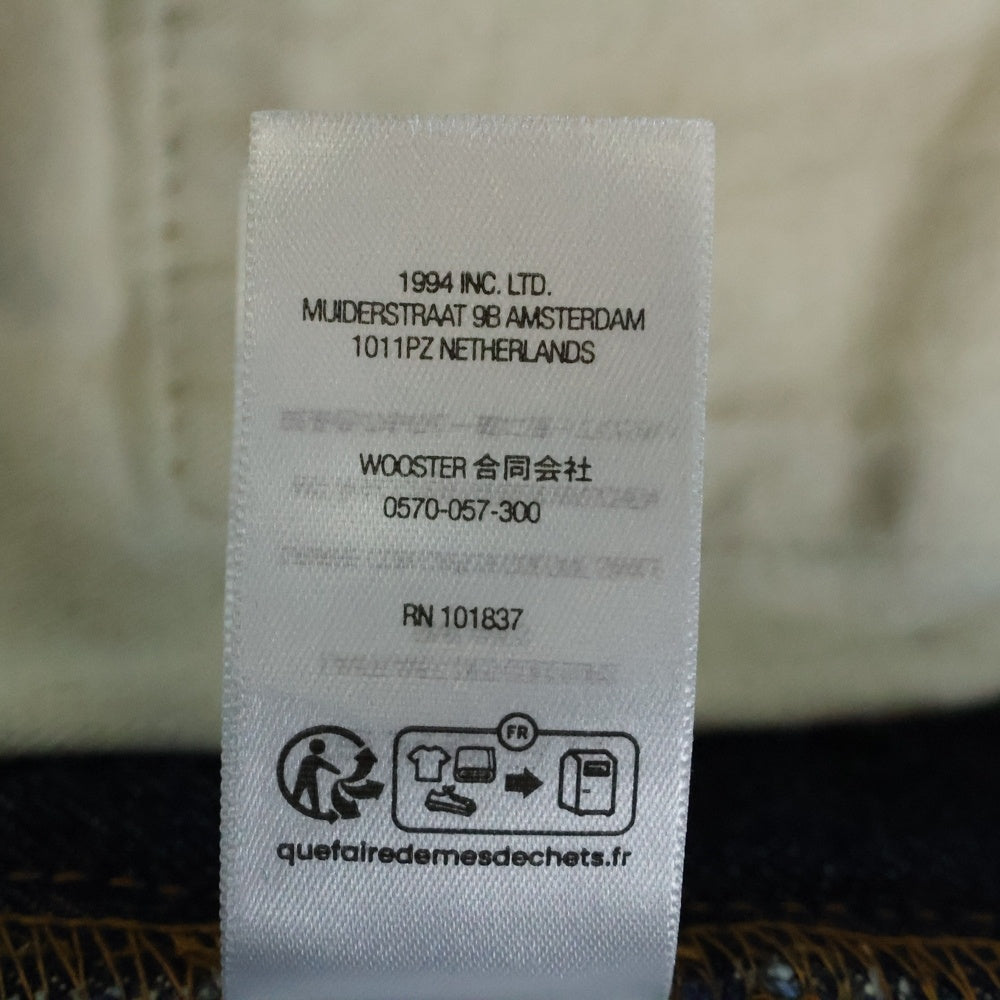 1994 INC. LTD.
MUIDERSTRAAT 9B AMSTERDAM
1011PZ NETHERLANDS
WOOSTER 合同会社
0570-057-300
RN 101837
FR
quefairedemesdechets.fr